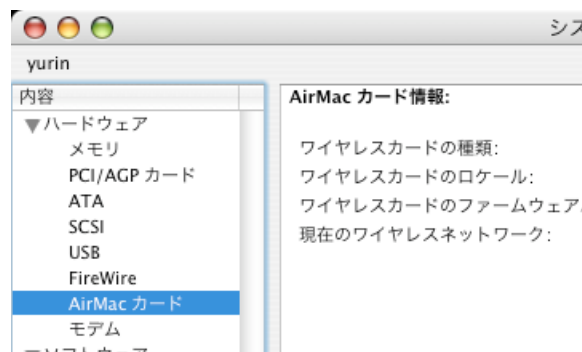 シス
yurin
内容
AirMac カード情報:
▼ハードウェア
メモリ
PCI/AGP カード
ATA
SCSI
USB
FireWire
AirMac カード
モデム
ワイヤレスカードの種類:
ワイヤレスカードのロケール:
ワイヤレスカードのファームウェア
現在のワイヤレスネットワーク: